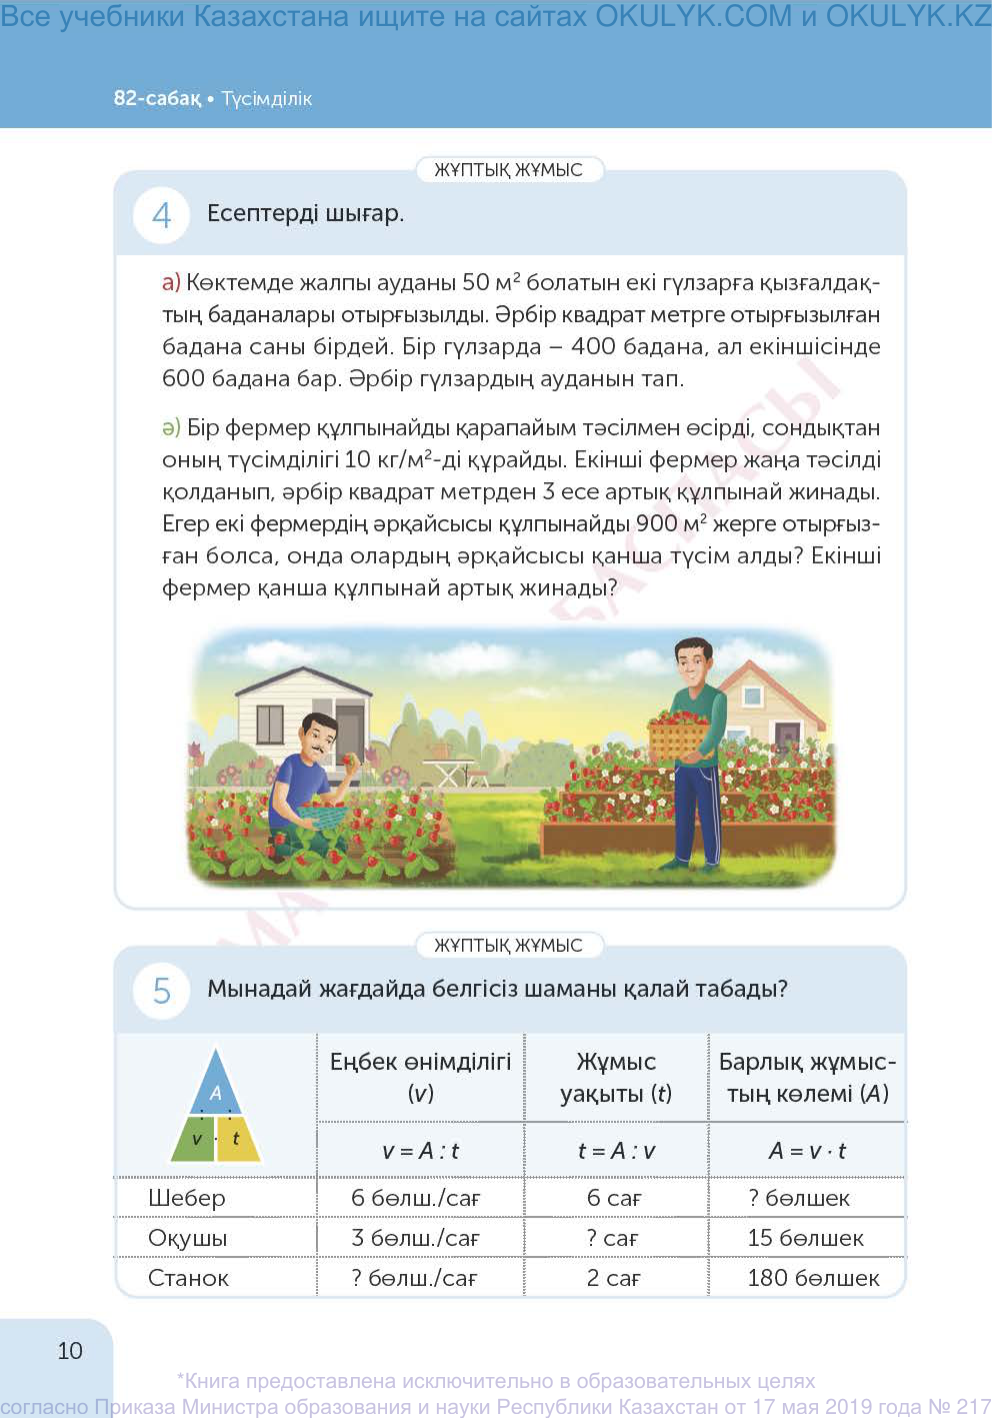 Все учебники Казахстана ищите на сайтах OKULYK.COM и OKULYK.KZ
82-сабақ • Түсімділік
ЖҰПТЫҚ ЖҰМЫС
4 Есептерді шығар.
а) Көктемде жалпы ауданы 50 м² болатын екі гүлзарға қызғалдақ-
тың баданалары отырғызылды. Әрбір квадрат метрге отырғызылған
бадана саны бірдей. Бір гүлзарда – 400 бадана, ал екіншісінде
600 бадана бар. Әрбір гүлзардың ауданын тап.
ә) Бір фермер құлпынайды қарапайым тәсілмен өсірді, сондықтан
оның түсімділігі 10 кг/м²-ді құрайды. Екінші фермер жаңа тәсілді
қолданып, әрбір квадрат метрден 3 есе артық құлпынай жинады.
Егер екі фермердің әрқайсысы құлпынайды 900 м² жерге отырғыз-
ған болса, онда олардың әрқайсысы қанша түсім алды? Екінші
фермер қанша құлпынай артық жинады?
ЖҰПТЫҚ ЖҰМЫС
5 Мынадай жағдайда белгісіз шаманы қалай табады?
Еңбек өнімділігі (v) Жұмыс уақыты (t) Барлық жұмыс-тың көлемі (A)
A
v · t
v = A : t t = A : v A = v · t
Шебер 6 бөлш./сағ 6 сағ ? бөлшек
Оқушы 3 бөлш./сағ ? сағ 15 бөлшек
Станок ? бөлш./сағ 2 сағ 180 бөлшек
10
*Книга предоставлена исключительно в образовательных целях
согласно Приказа Министра образования и науки Республики Казахстан от 17 мая 2019 года № 217